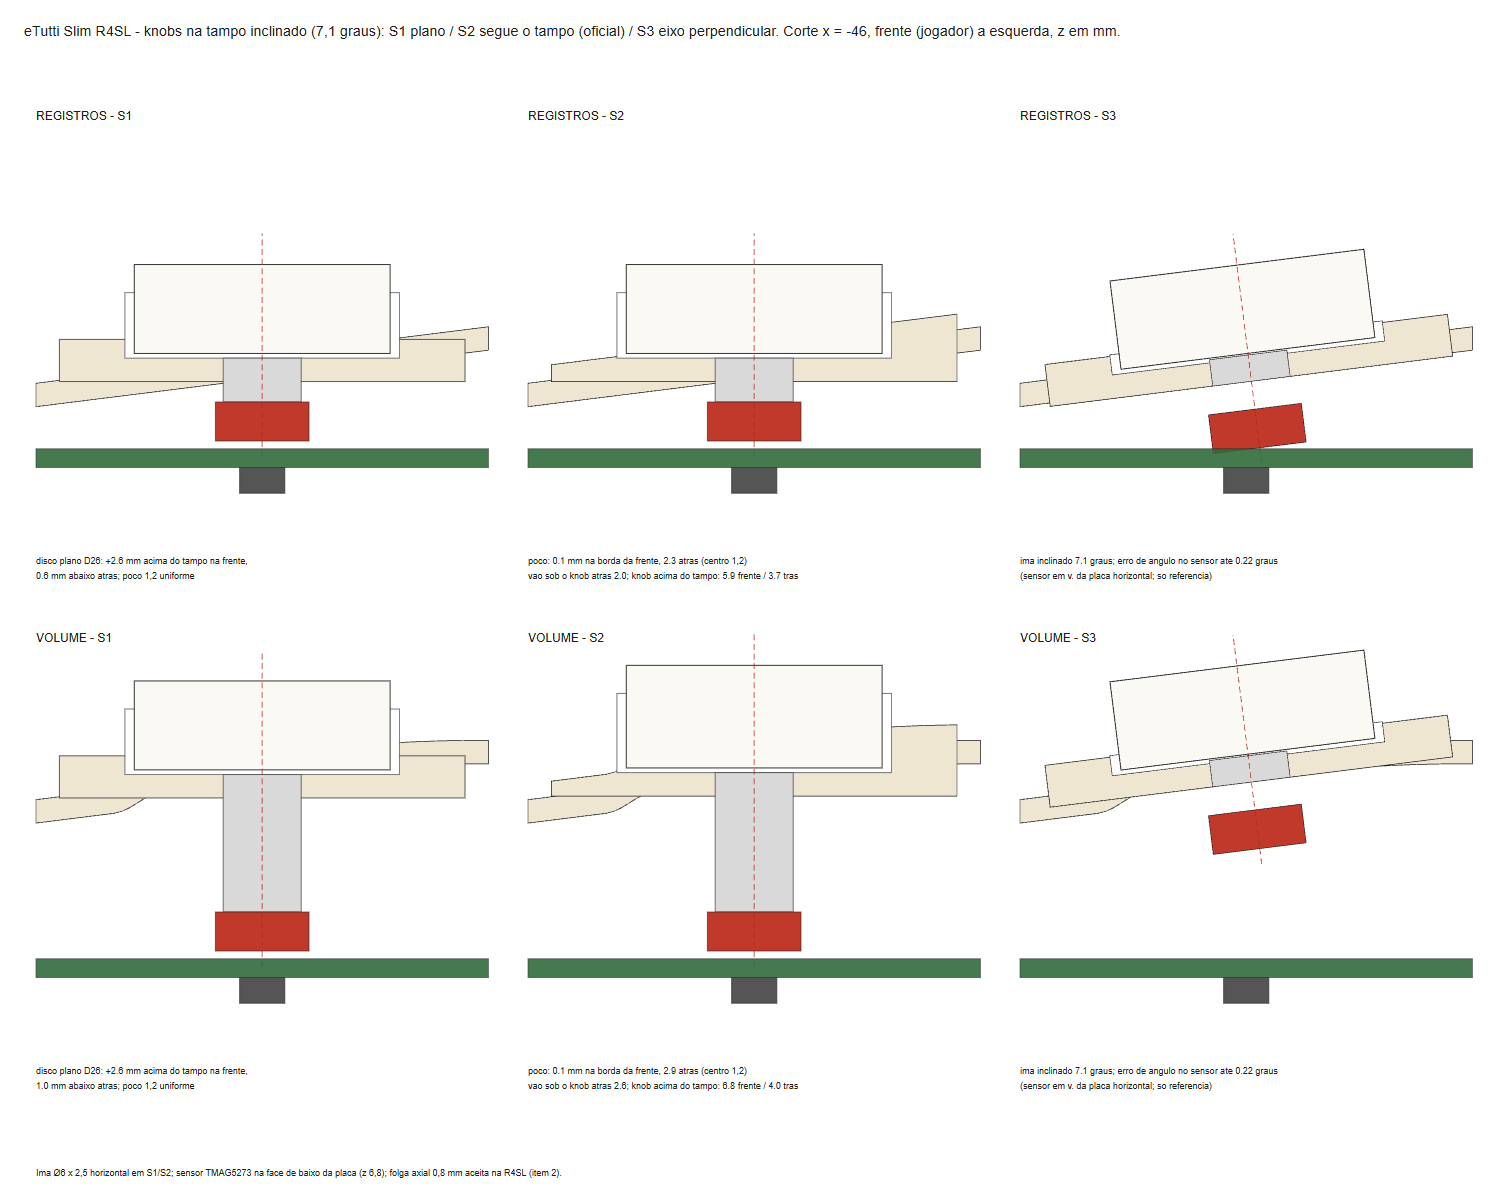 eTutti Slim R4SL - knobs na tampo inclinado (7,1 graus): S1 plano / S2 segue o tampo (oficial) / S3 eixo perpendicular. Corte x = -46, frente (jogador) a esquerda, z em mm.
REGISTROS - S1
REGISTROS - S2
REGISTROS - S3
disco plano D26: +2.6 mm acima do tampo na frente,
0.6 mm abaixo atras; poco 1,2 uniforme
poco: 0.1 mm na borda da frente, 2.3 atras (centro 1,2)
vao sob o knob atras 2.0; knob acima do tampo: 5.9 frente / 3.7 tras
ima inclinado 7.1 graus; erro de angulo no sensor ate 0.22 graus
(sensor em v. da placa horizontal; so referencia)
VOLUME - S1
VOLUME - S2
VOLUME - S3
disco plano D26: +2.6 mm acima do tampo na frente,
1.0 mm abaixo atras; poco 1,2 uniforme
poco: 0.1 mm na borda da frente, 2.9 atras (centro 1,2)
vao sob o knob atras 2.6; knob acima do tampo: 6.8 frente / 4.0 tras
ima inclinado 7.1 graus; erro de angulo no sensor ate 0.22 graus
(sensor em v. da placa horizontal; so referencia)
Ima Ø6 x 2,5 horizontal em S1/S2; sensor TMAG5273 na face de baixo da placa (z 6,8); folga axial 0,8 mm aceita na R4SL (item 2).